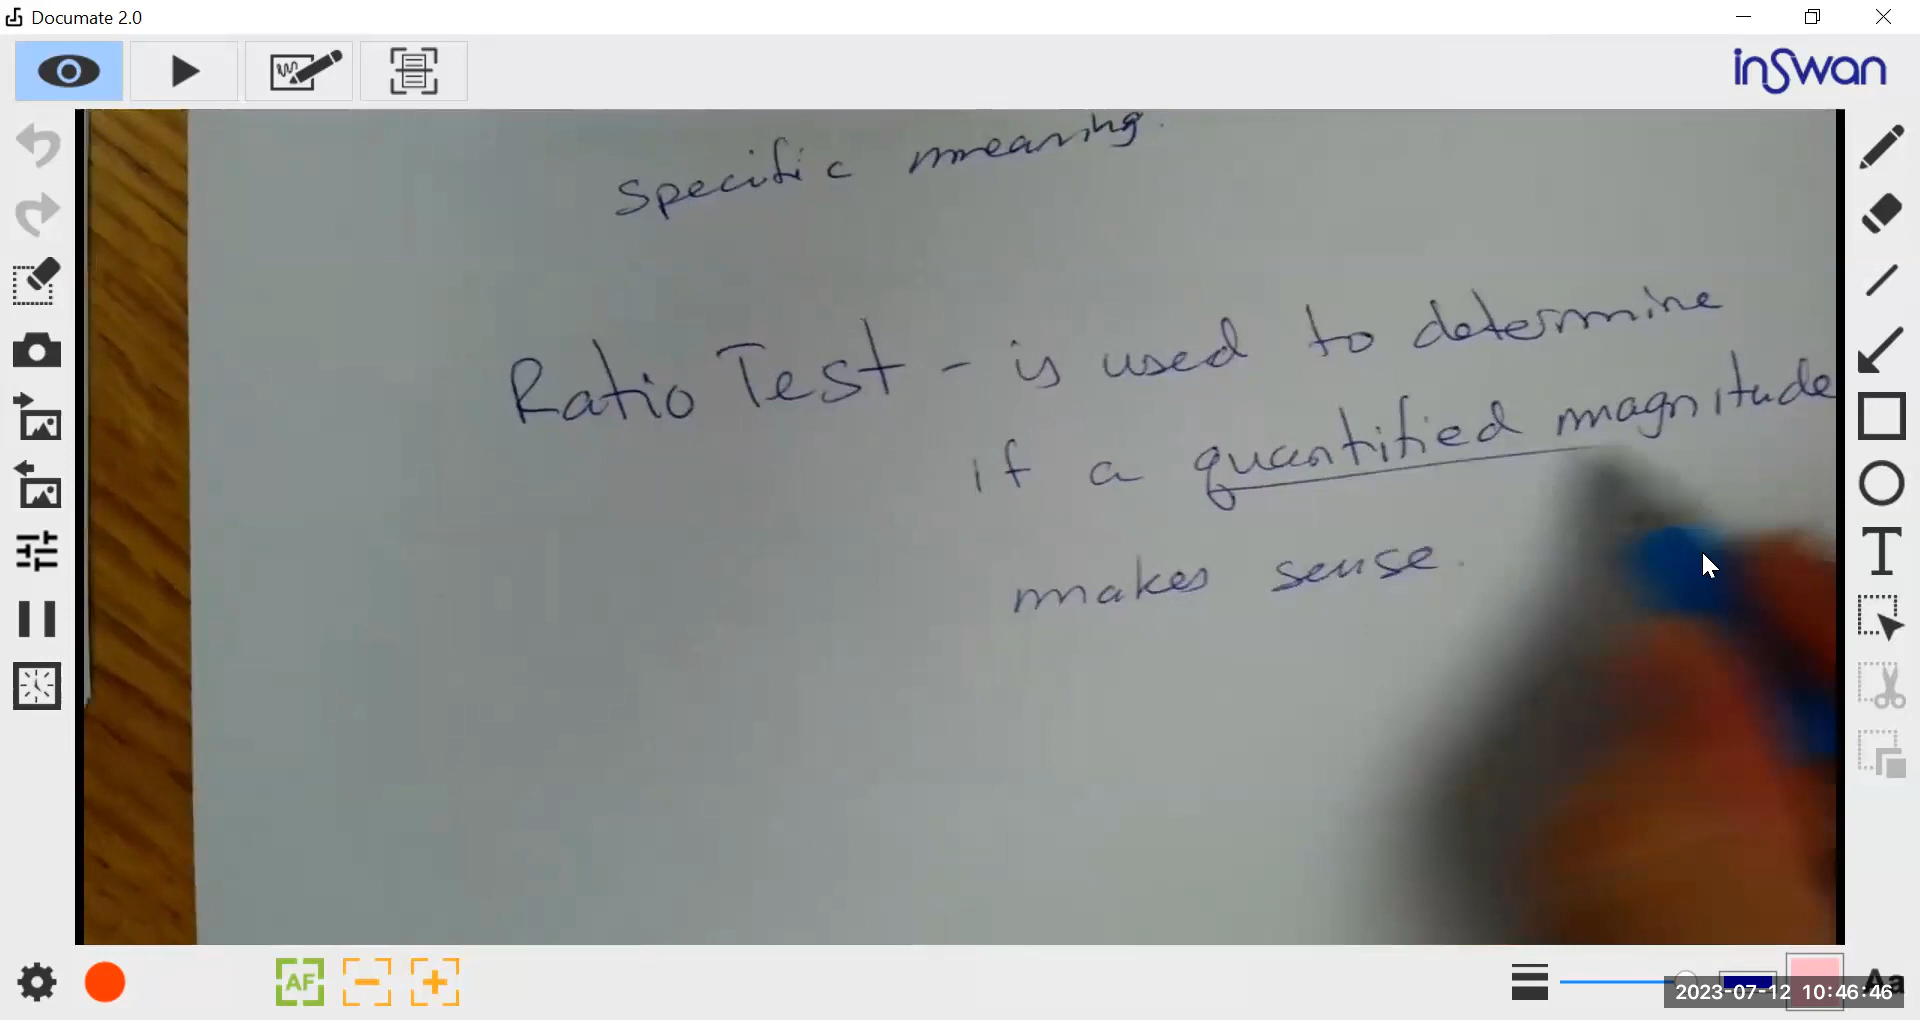 Documate 2.0
inSwan
specific meaning.
Ratio Test - is used to determine
if a quantified magnitude
makes sense.
T
AF
Aa
2023-07-12 10:46:46